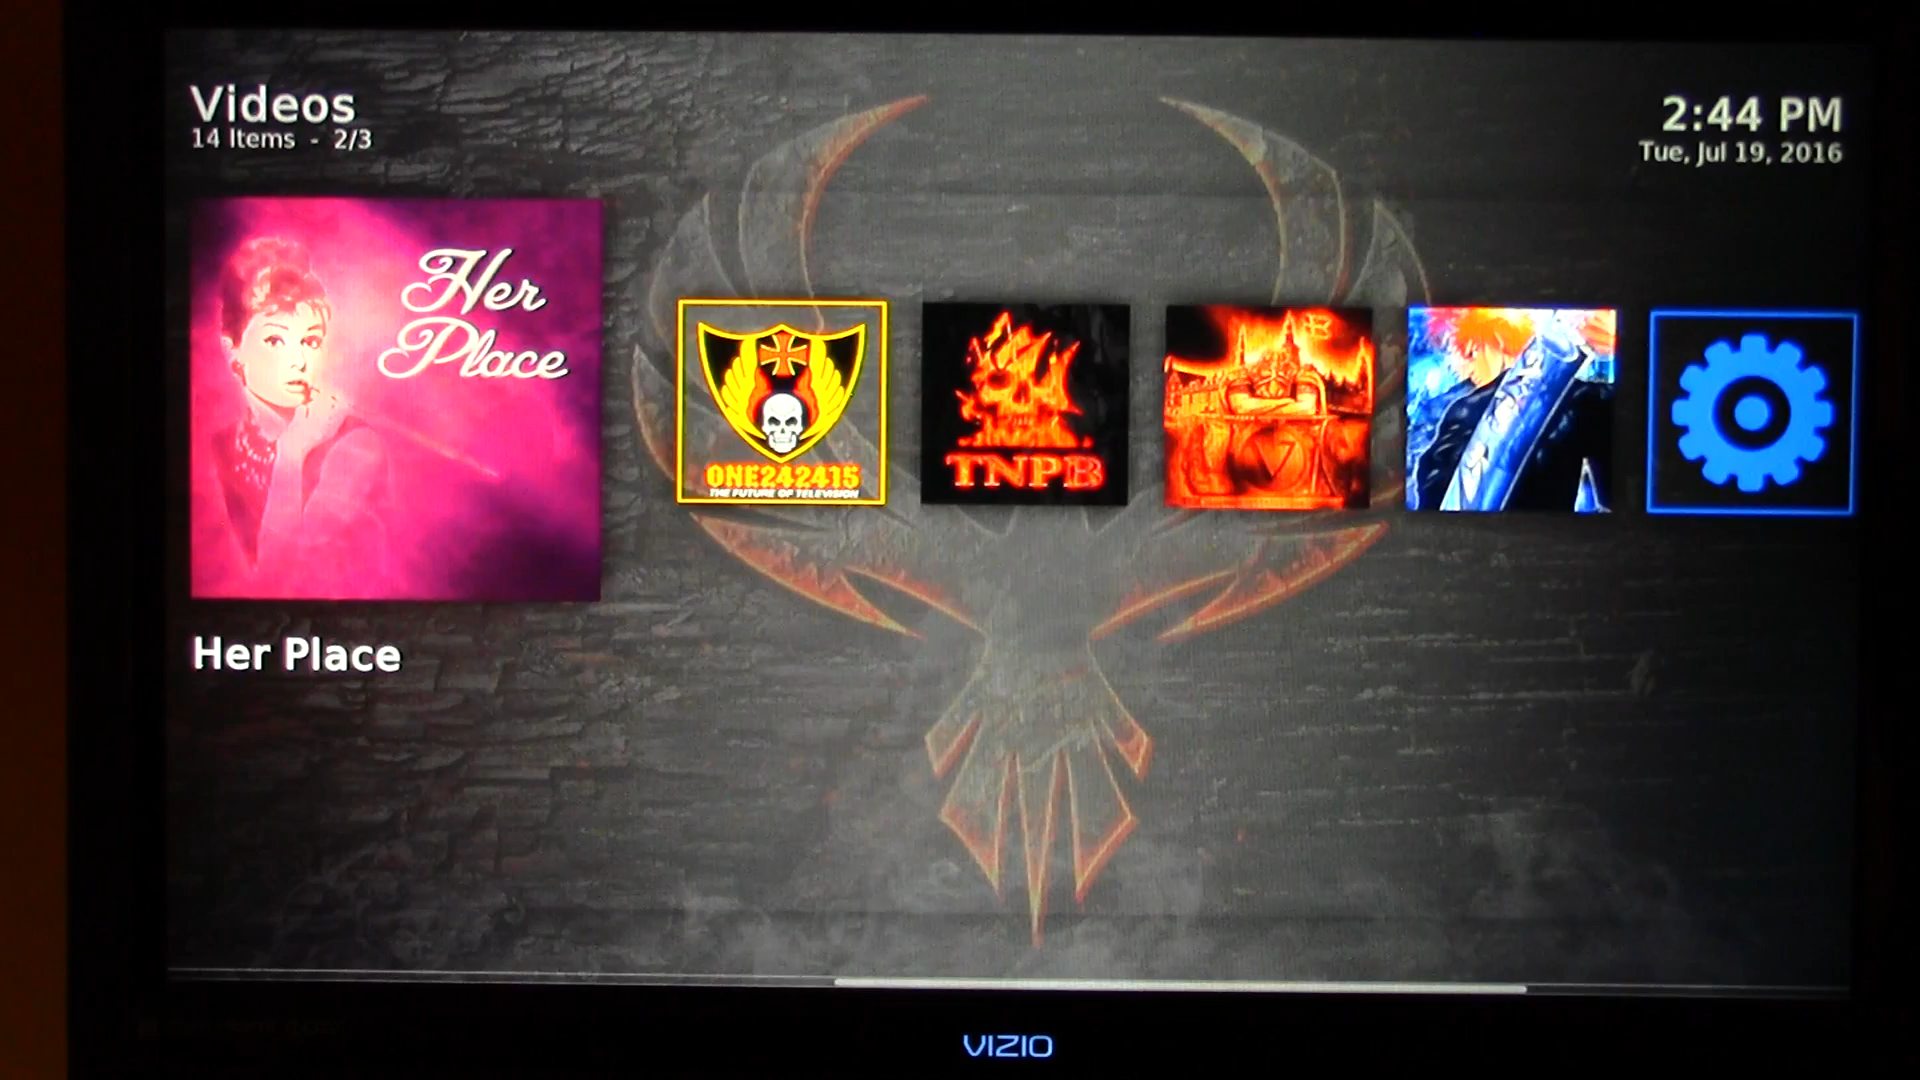 Videos
14 Items - 2/3
2:44 PM
Tue, Jul 19, 2016
Her
Place
ONE242415
THE FUTURE OF TELEVISION
TNPB
B
Her Place
VIZIO